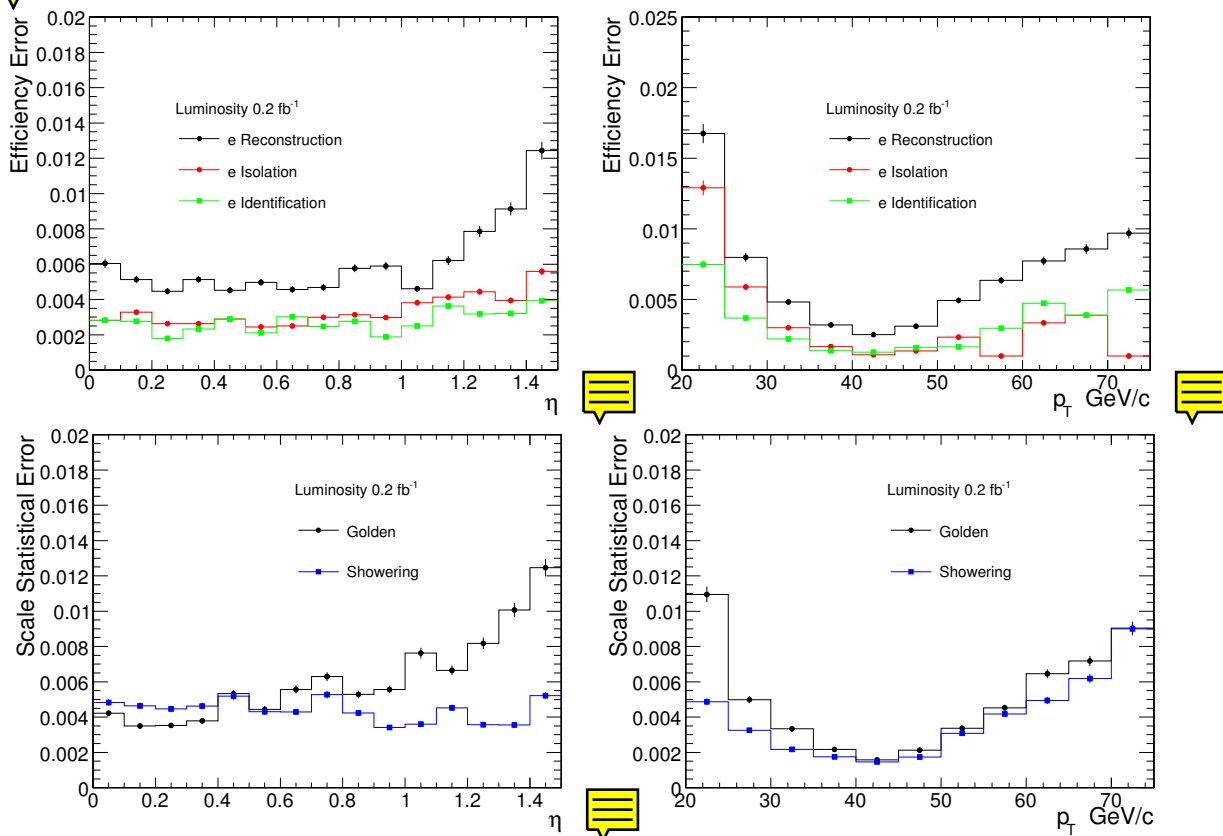 Efficiency Error
0.02
0.018
0.016
0.014
0.012
0.01
0.008
0.006
0.004
0.002
0
Luminosity 0.2 fb⁻¹
e Reconstruction
e Isolation
e Identification
0 0.2 0.4 0.6 0.8 1 1.2 1.4
η
Efficiency Error
0.025
0.02
0.015
0.01
0.005
0
Luminosity 0.2 fb⁻¹
e Reconstruction
e Isolation
e Identification
20 30 40 50 60 70
p_T GeV/c
Scale Statistical Error
0.02
0.018
0.016
0.014
0.012
0.01
0.008
0.006
0.004
0.002
0
Luminosity 0.2 fb⁻¹
Golden
Showering
0 0.2 0.4 0.6 0.8 1 1.2 1.4
η
Scale Statistical Error
0.02
0.018
0.016
0.014
0.012
0.01
0.008
0.006
0.004
0.002
0
Luminosity 0.2 fb⁻¹
Golden
Showering
20 30 40 50 60 70
p_T GeV/c